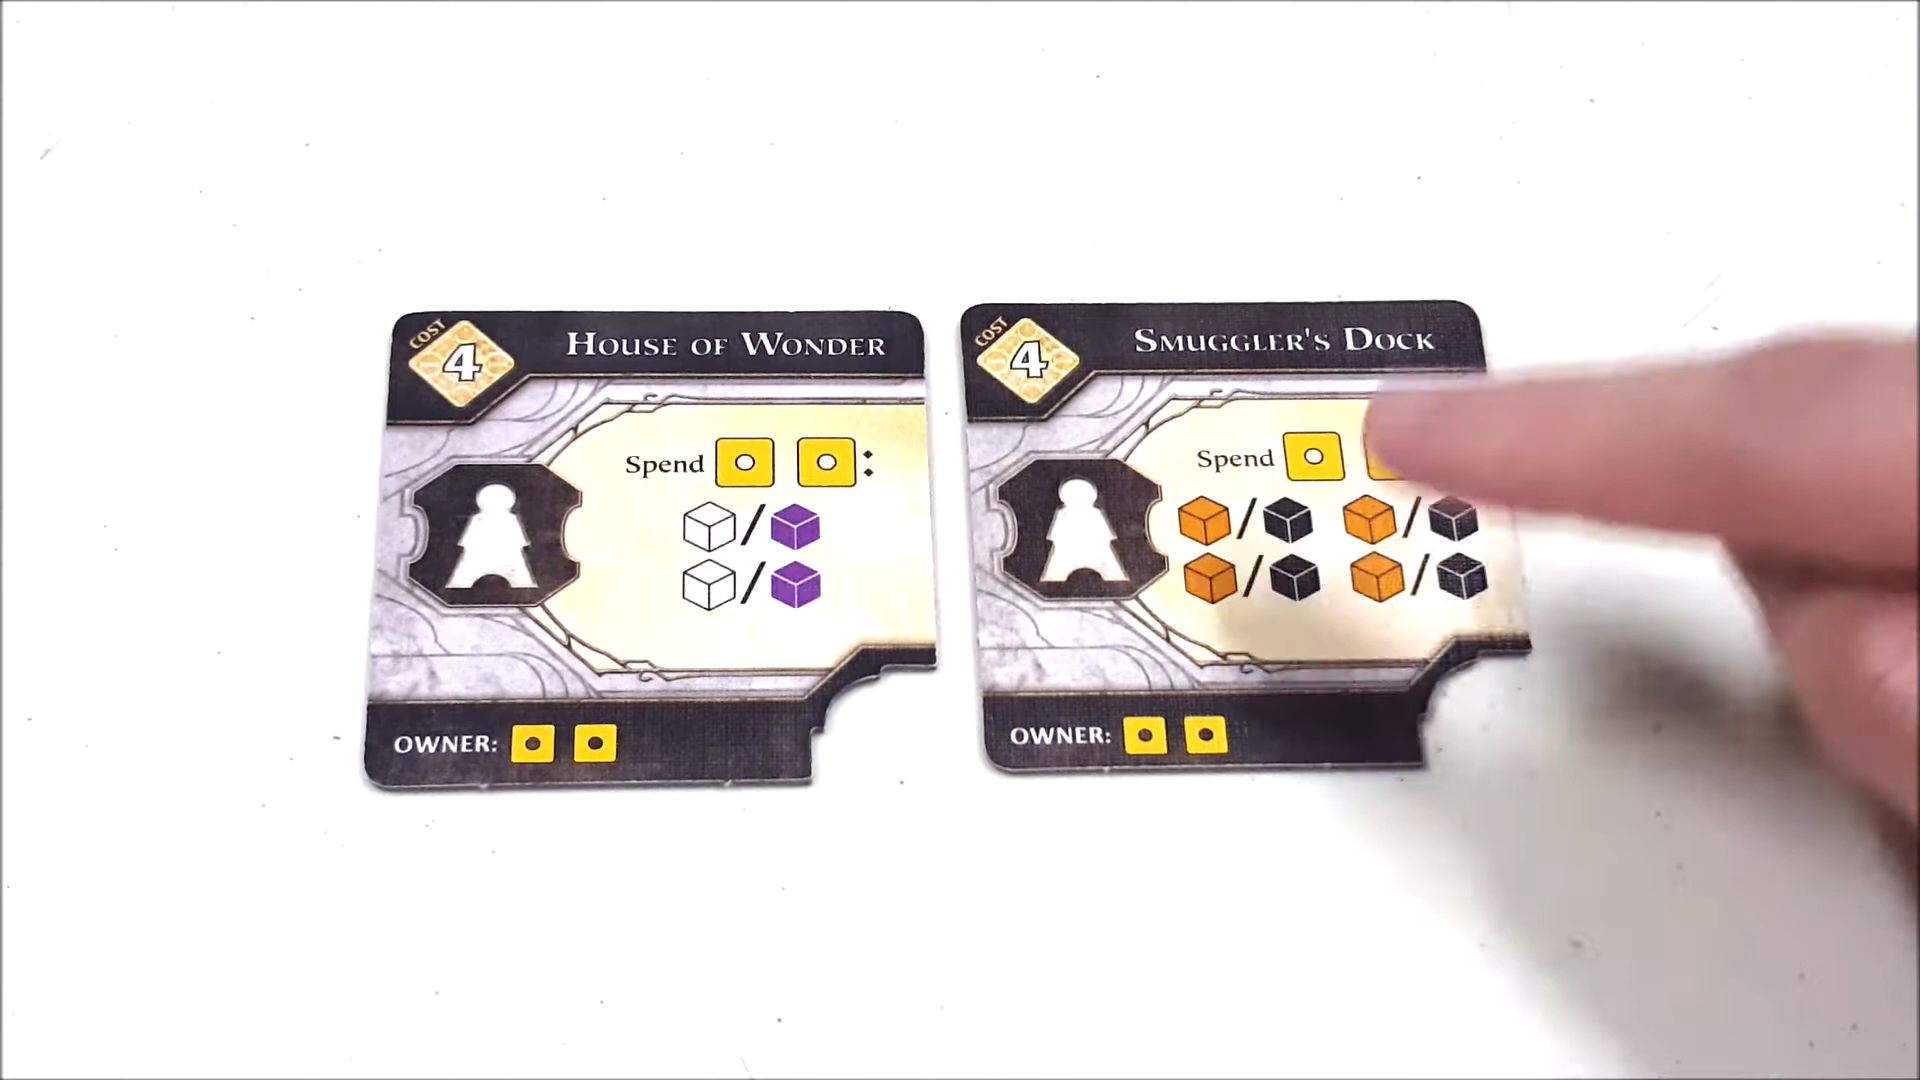 COST
4
HOUSE OF WONDER
Spend :
/
/
OWNER:
COST
4
SMUGGLER'S DOCK
Spend
/ /
/ /
OWNER: